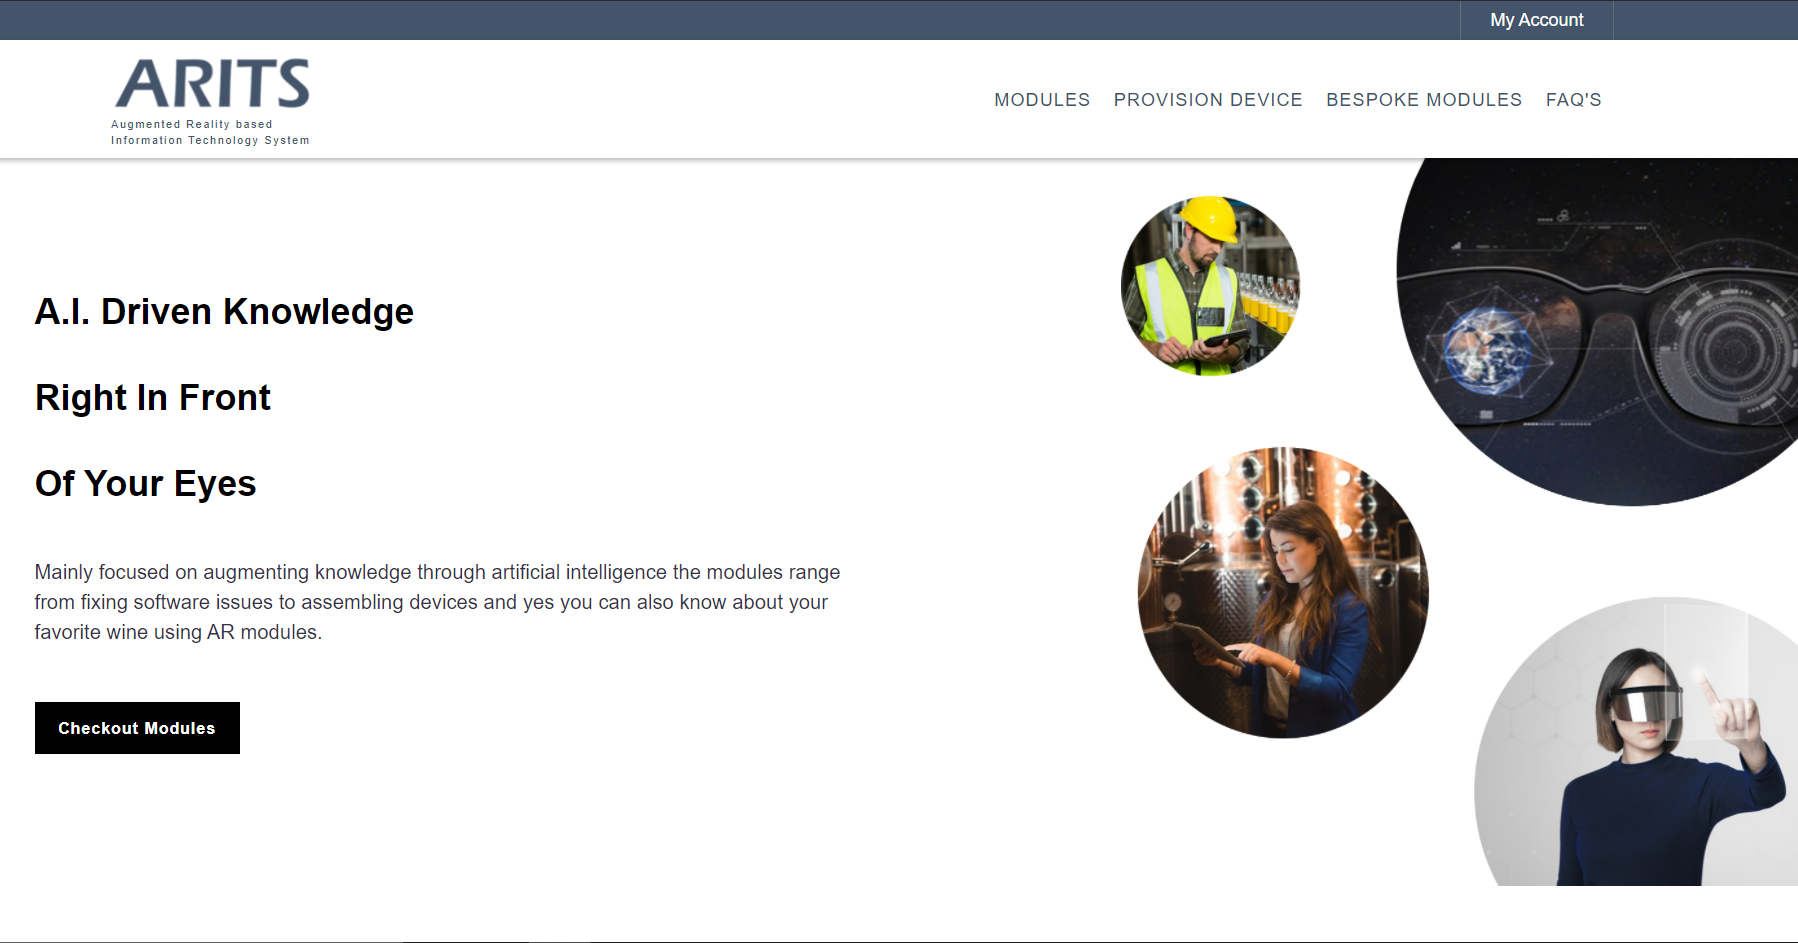 My Account
ARITS
Augmented Reality based
Information Technology System
MODULES PROVISION DEVICE BESPOKE MODULES FAQ'S
A.I. Driven Knowledge
Right In Front
Of Your Eyes
Mainly focused on augmenting knowledge through artificial intelligence the modules range
from fixing software issues to assembling devices and yes you can also know about your
favorite wine using AR modules.
Checkout Modules